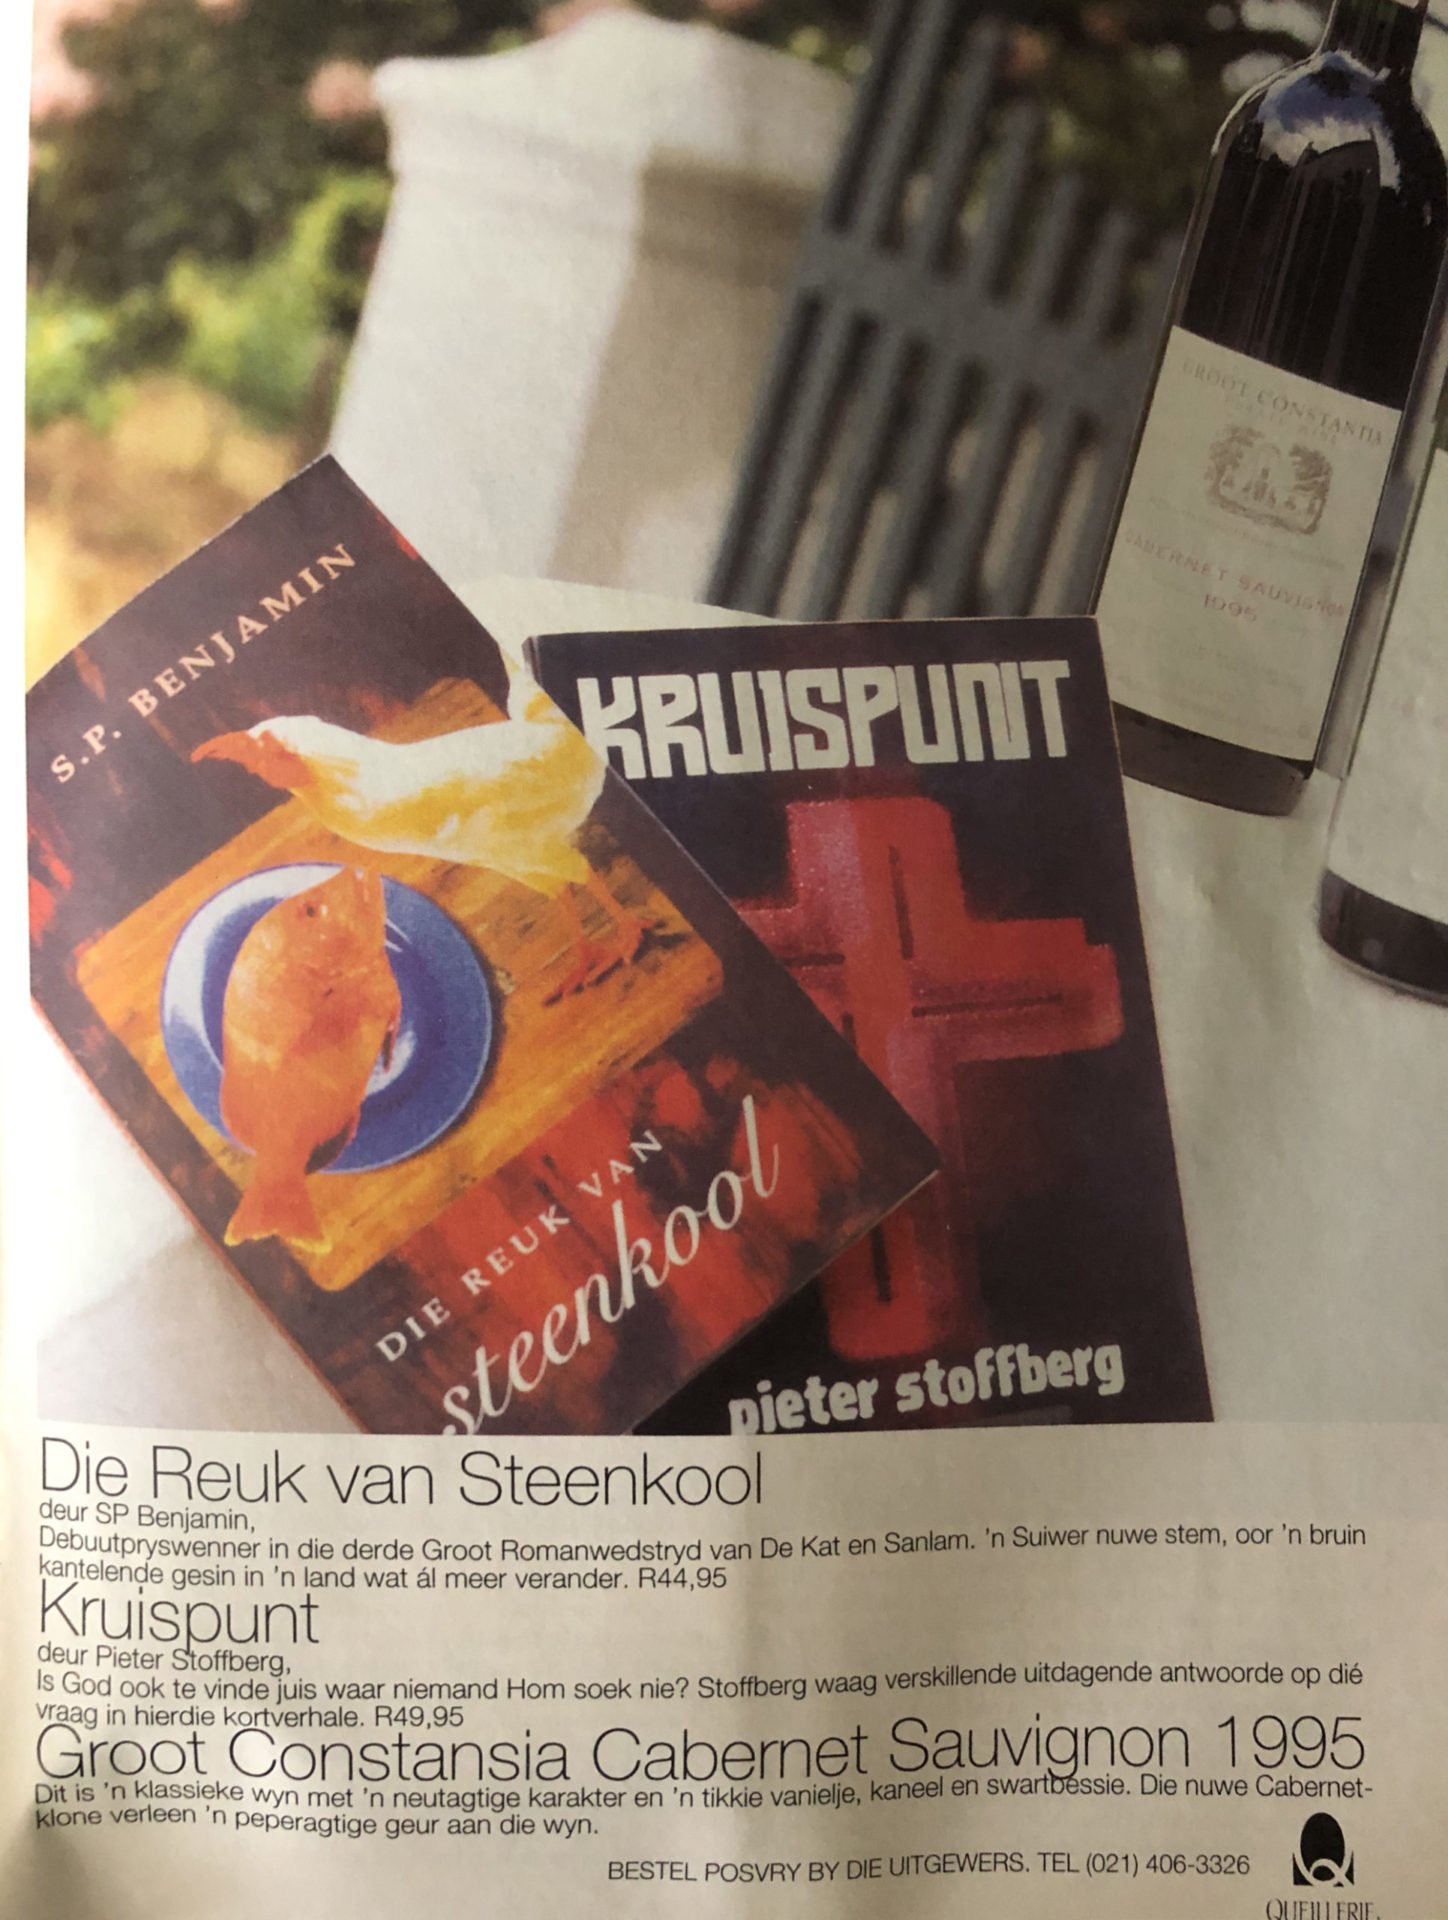 GROOT CONSTANTIA
CABERNET SAUVIGNON
1995
S.P. BENJAMIN
KRUISPUNT
DIE REUK VAN
steenkool
pieter stoffberg
Die Reuk van Steenkool
deur SP Benjamin,
Debuutpryswenner in die derde Groot Romanwedstryd van De Kat en Sanlam. 'n Suiwer nuwe stem, oor 'n bruin
kantelende gesin in 'n land wat ál meer verander. R44,95
Kruispunt
deur Pieter Stoffberg,
Is God ook te vinde juis waar niemand Hom soek nie? Stoffberg waag verskillende uitdagende antwoorde op dié
vraag in hierdie kortverhale. R49,95
Groot Constansia Cabernet Sauvignon 1995
Dit is 'n klassieke wyn met 'n neutagtige karakter en 'n tikkie vanielje, kaneel en swartbessie. Die nuwe Cabernet-
klone verleen 'n peperagtige geur aan die wyn.
BESTEL POSVRY BY DIE UITGEWERS. TEL (021) 406-3326
QUEILLERIE